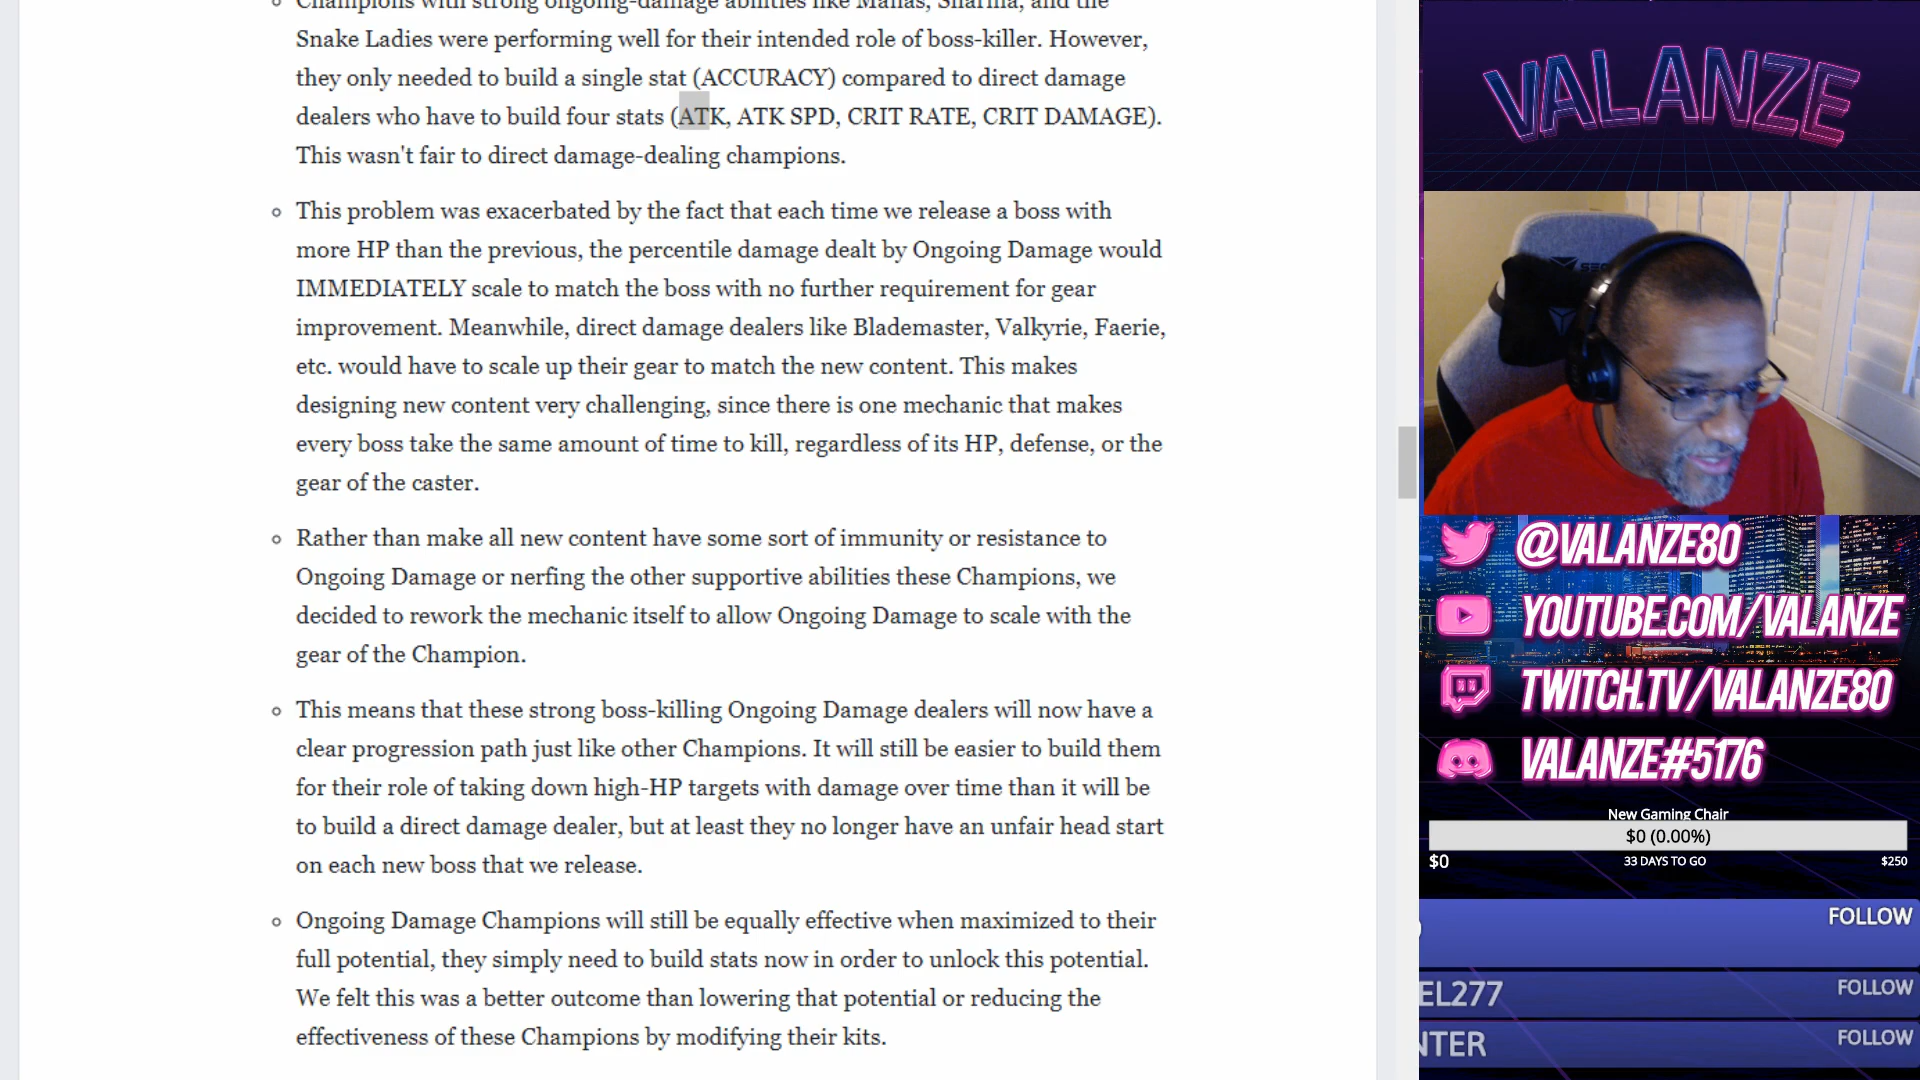 Champions with strong ongoing-damage abilities like Mahas, Sharma, and the
Snake Ladies were performing well for their intended role of boss-killer. However,
they only needed to build a single stat (ACCURACY) compared to direct damage
dealers who have to build four stats (ATK, ATK SPD, CRIT RATE, CRIT DAMAGE).
This wasn't fair to direct damage-dealing champions.
This problem was exacerbated by the fact that each time we release a boss with
more HP than the previous, the percentile damage dealt by Ongoing Damage would
IMMEDIATELY scale to match the boss with no further requirement for gear
improvement. Meanwhile, direct damage dealers like Blademaster, Valkyrie, Faerie,
etc. would have to scale up their gear to match the new content. This makes
designing new content very challenging, since there is one mechanic that makes
every boss take the same amount of time to kill, regardless of its HP, defense, or the
gear of the caster.
Rather than make all new content have some sort of immunity or resistance to
Ongoing Damage or nerfing the other supportive abilities these Champions, we
decided to rework the mechanic itself to allow Ongoing Damage to scale with the
gear of the Champion.
This means that these strong boss-killing Ongoing Damage dealers will now have a
clear progression path just like other Champions. It will still be easier to build them
for their role of taking down high-HP targets with damage over time than it will be
to build a direct damage dealer, but at least they no longer have an unfair head start
on each new boss that we release.
Ongoing Damage Champions will still be equally effective when maximized to their
full potential, they simply need to build stats now in order to unlock this potential.
We felt this was a better outcome than lowering that potential or reducing the
effectiveness of these Champions by modifying their kits.
VALANZE
@VALANZE80
YOUTUBE.COM/VALANZE
TWITCH.TV/VALANZE80
VALANZE#5176
New Gaming Chair
$0 (0.00%)
$0 33 DAYS TO GO $250
FOLLOW
EL277 FOLLOW
NTER FOLLOW